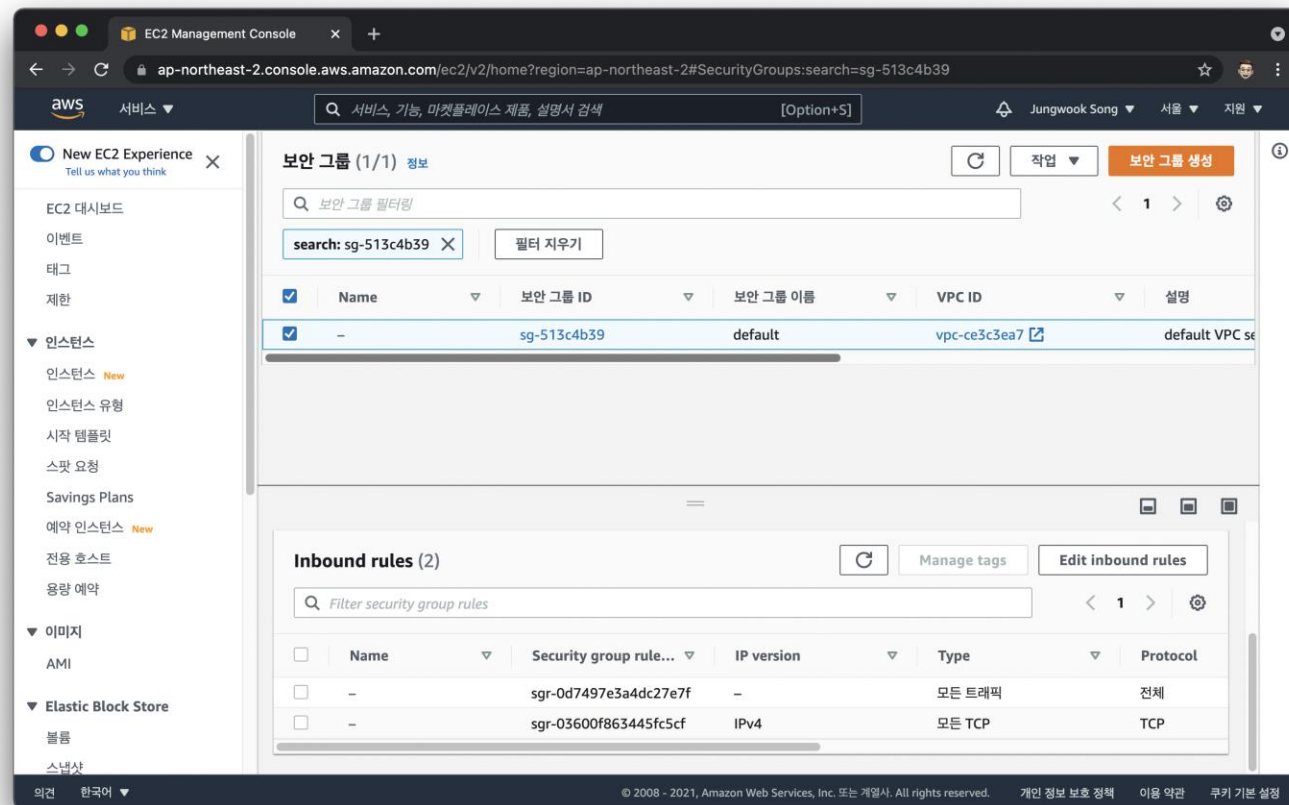 EC2 Management Console
ap-northeast-2.console.aws.amazon.com/ec2/v2/home?region=ap-northeast-2#SecurityGroups:search=sg-513c4b39
aws 서비스 ▼ 서비스, 기능, 마켓플레이스 제품, 설명서 검색 [Option+S] Jungwook Song ▼ 서울 ▼ 지원 ▼
New EC2 Experience
Tell us what you think
EC2 대시보드
이벤트
태그
제한
인스턴스
인스턴스 New
인스턴스 유형
시작 템플릿
스팟 요청
Savings Plans
예약 인스턴스 New
전용 호스트
용량 예약
이미지
AMI
Elastic Block Store
볼륨
스냅샷
보안 그룹 (1/1) 정보 작업 ▼ 보안 그룹 생성
보안 그룹 필터링 1
search: sg-513c4b39 필터 지우기
Name 보안 그룹 ID 보안 그룹 이름 VPC ID 설명
– sg-513c4b39 default vpc-ce3c3ea7 default VPC se
Inbound rules (2) Manage tags Edit inbound rules
Filter security group rules 1
Name Security group rule... IP version Type Protocol
– sgr-0d7497e3a4dc27e7f – 모든 트래픽 전체
– sgr-03600f863445fc5cf IPv4 모든 TCP TCP
의견 한국어 ▼ © 2008 - 2021, Amazon Web Services, Inc. 또는 계열사. All rights reserved. 개인 정보 보호 정책 이용 약관 쿠키 기본 설정